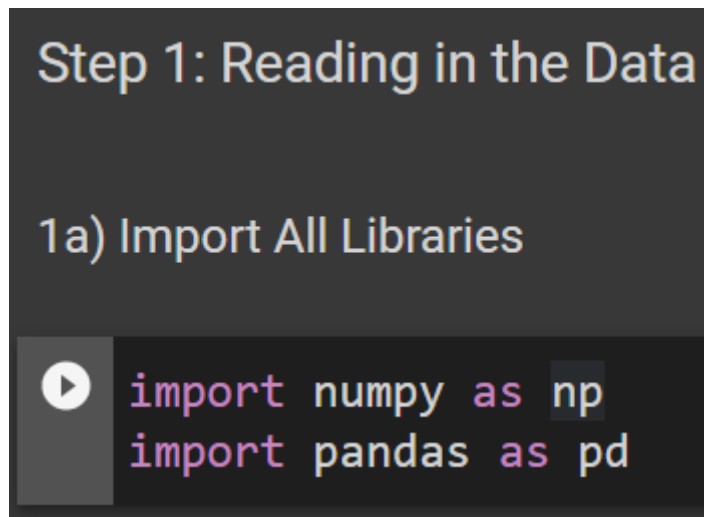 Step 1: Reading in the Data
1a) Import All Libraries
import numpy as np
import pandas as pd